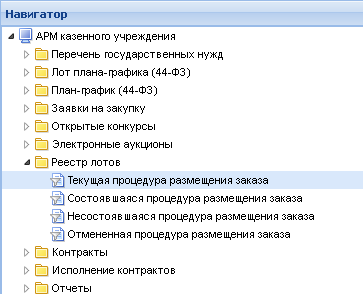 Навигатор
АРМ казенного учреждения
Перечень государственных нужд
Лот плана-графика (44-ФЗ)
План-график (44-ФЗ)
Заявки на закупку
Открытые конкурсы
Электронные аукционы
Реестр лотов
Текущая процедура размещения заказа
Состоявшаяся процедура размещения заказа
Несостоявшаяся процедура размещения заказа
Отмененная процедура размещения заказа
Контракты
Исполнение контрактов
Отчеты